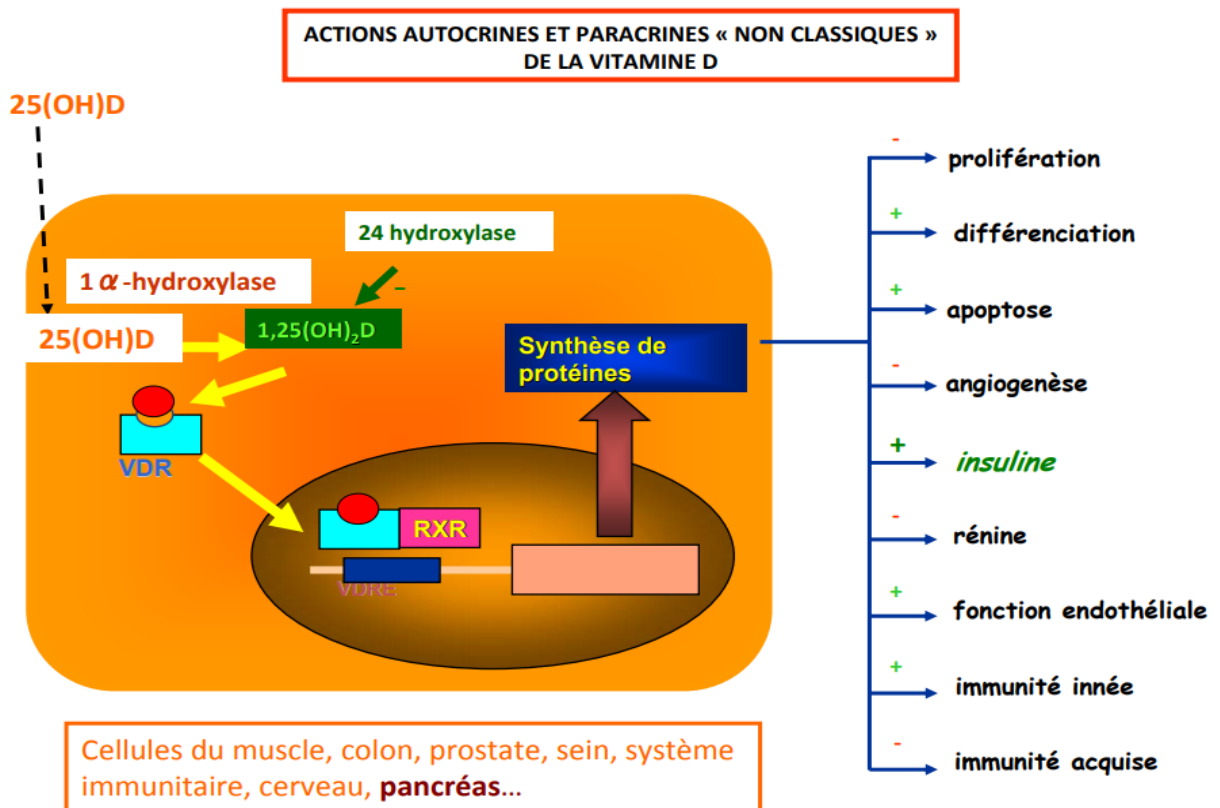 ACTIONS AUTOCRINES ET PARACRINES « NON CLASSIQUES »
DE LA VITAMINE D
25(OH)D
24 hydroxylase
1 α -hydroxylase
–
25(OH)D
1,25(OH)₂D
VDR
RXR
VDRE
Synthèse de
protéines
- prolifération
+ différenciation
+ apoptose
- angiogenèse
+ insuline
- rénine
+ fonction endothéliale
+ immunité innée
- immunité acquise
Cellules du muscle, colon, prostate, sein, système
immunitaire, cerveau, pancréas...